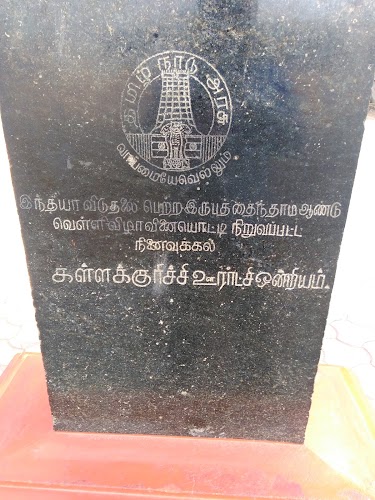 தமிழ் நாடு அரசு
வாய்மையேவெல்லும்
இந்தியா விடுதலை பெற்ற இருபத்தைந்தாம் ஆண்டு
வெள்ளிவிழாவினையொட்டி நிறுவப்பட்ட
நினைவுக்கல்
கள்ளக்குரிச்சி ஊராட்சி ஒன்றியம்.